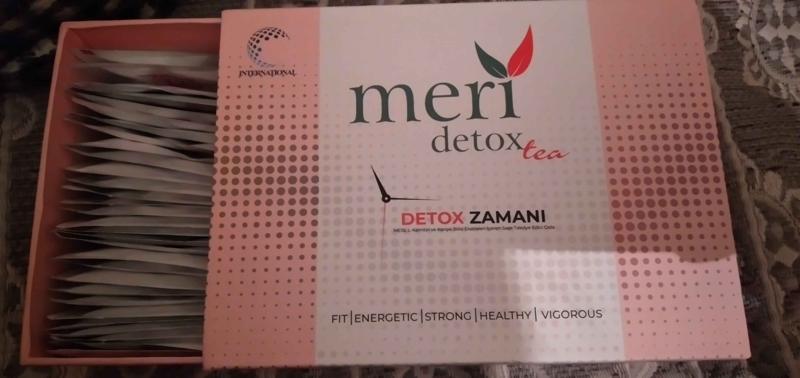 INTERNATIONAL
meri
detox tea
DETOX ZAMANI
FIT|ENERGETIC|STRONG|HEALTHY|VIGOROUS